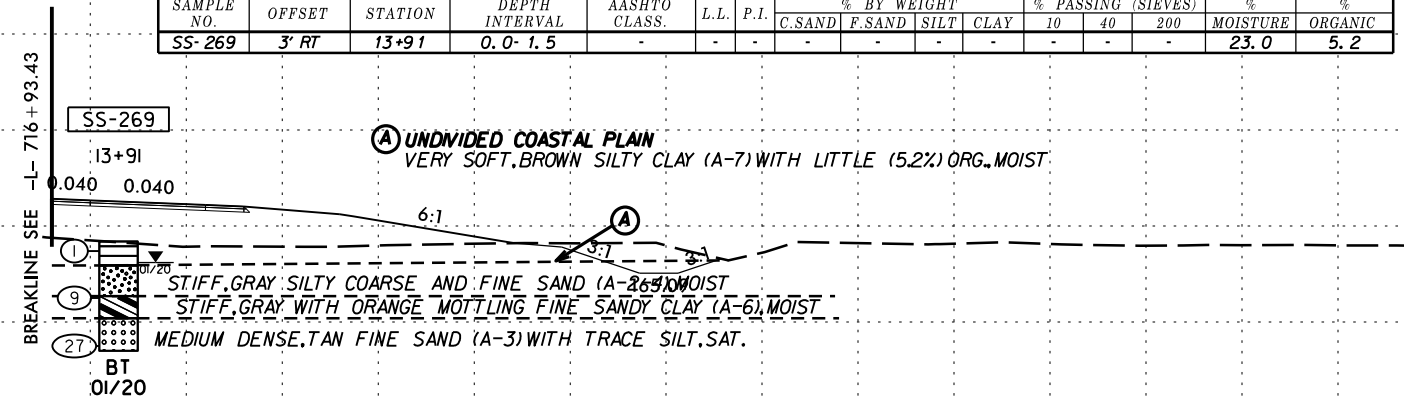 SAMPLE NO. OFFSET STATION DEPTH INTERVAL AASHTO CLASS. L.L. P.I. % BY WEIGHT % PASSING (SIEVES) % MOISTURE % ORGANIC
C.SAND F.SAND SILT CLAY 10 40 200
SS-269 3' RT 13+91 0.0-1.5 - - - - - - - - - - 23.0 5.2
BREAKLINE SEE -L- 716+93.43
SS-269
13+91
0.040 0.040
A UNDIVIDED COASTAL PLAIN
VERY SOFT, BROWN SILTY CLAY (A-7) WITH LITTLE (5.2%) ORG., MOIST
6:1
A
3:1
3:1
1
01/20
STIFF, GRAY SILTY COARSE AND FINE SAND (A-2-4), MOIST
265.09
9
STIFF, GRAY WITH ORANGE MOTTLING FINE SANDY CLAY (A-6), MOIST
27
MEDIUM DENSE, TAN FINE SAND (A-3) WITH TRACE SILT, SAT.
BT
01/20